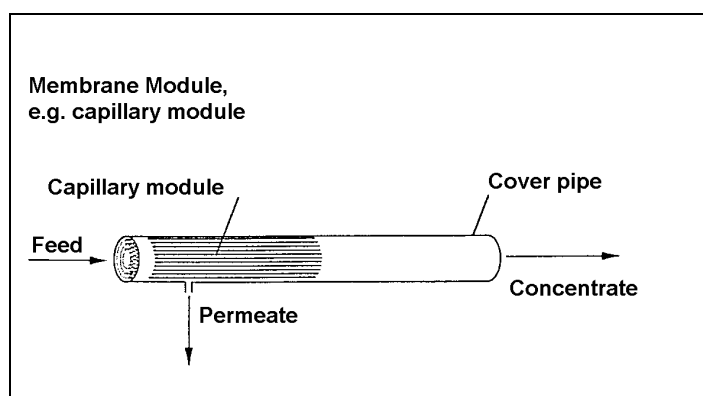 Membrane Module,
e.g. capillary module
Capillary module
Cover pipe
Feed
Concentrate
Permeate